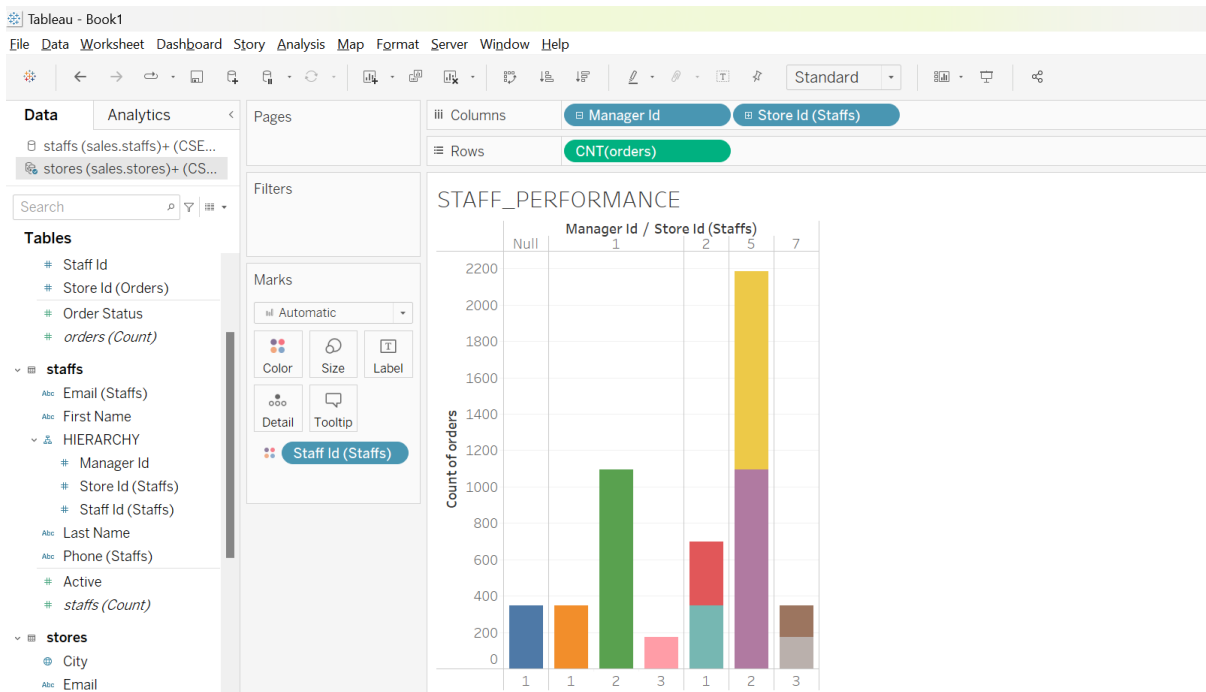 Tableau - Book1
File Data Worksheet Dashboard Story Analysis Map Format Server Window Help
Standard
Data Analytics
staffs (sales.staffs)+ (CSE...
stores (sales.stores)+ (CS...
Search
Tables
# Staff Id
# Store Id (Orders)
# Order Status
# orders (Count)
staffs
Abc Email (Staffs)
Abc First Name
HIERARCHY
# Manager Id
# Store Id (Staffs)
# Staff Id (Staffs)
Abc Last Name
Abc Phone (Staffs)
# Active
# staffs (Count)
stores
City
Abc Email
Pages
Filters
Marks
Automatic
Color Size Label
Detail Tooltip
Staff Id (Staffs)
Columns Manager Id Store Id (Staffs)
Rows CNT(orders)
STAFF_PERFORMANCE
Manager Id / Store Id (Staffs)
Null 1 2 5 7
Count of orders
2200
2000
1800
1600
1400
1200
1000
800
600
400
200
0
1 1 2 3 1 2 3